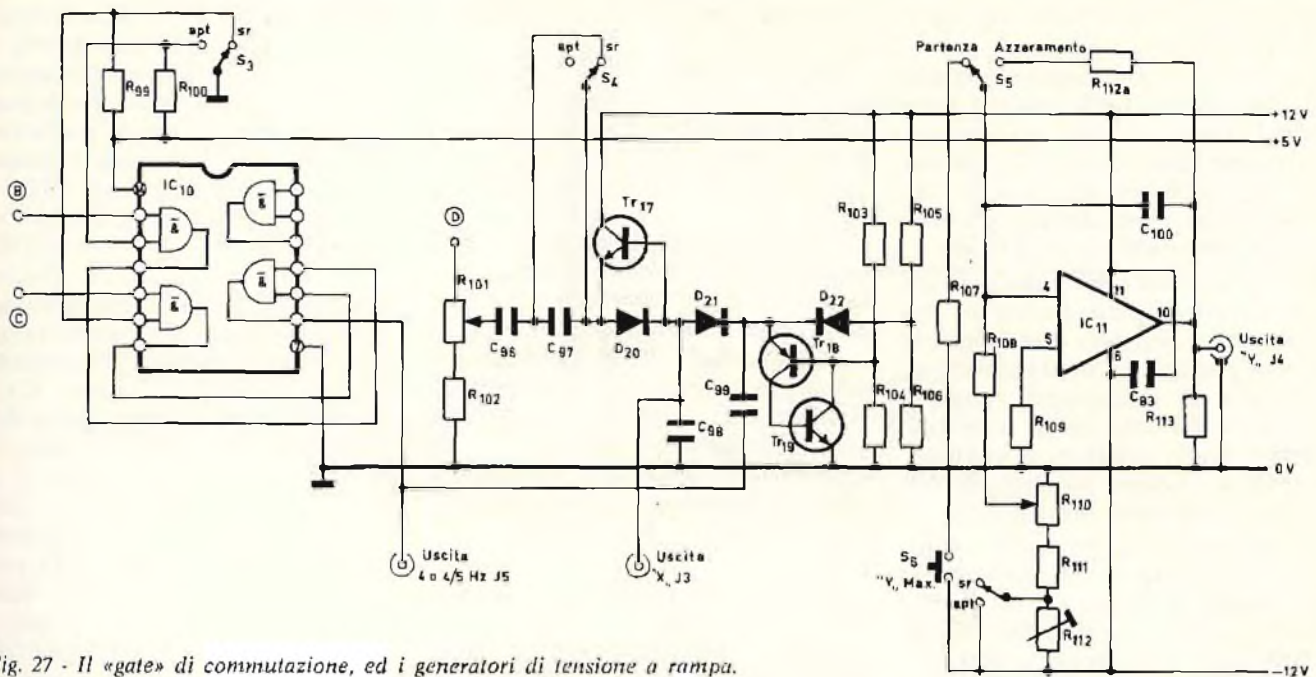 apt
sr
S3
R99
R100
IC10
B
C
&
&
&
&
apt
sr
S4
D
R101
R102
C96
C97
Tr17
D20
D21
D22
C98
C99
Tr18
Tr19
R103
R104
R105
R106
Uscita
4 o 4/5 Hz J5
Uscita
"X„ J3
Partenza
Azzeramento
S5
R112a
+12 V
+5 V
C100
R107
R108
4
5
IC11
11
10
6
C83
R109
Uscita
"Y„ J4
R113
0 V
R110
R111
R112
S6
"Y„ Max.
sr
apt
−12 V
ig. 27 - Il «gate» di commutazione, ed i generatori di tensione a rampa.